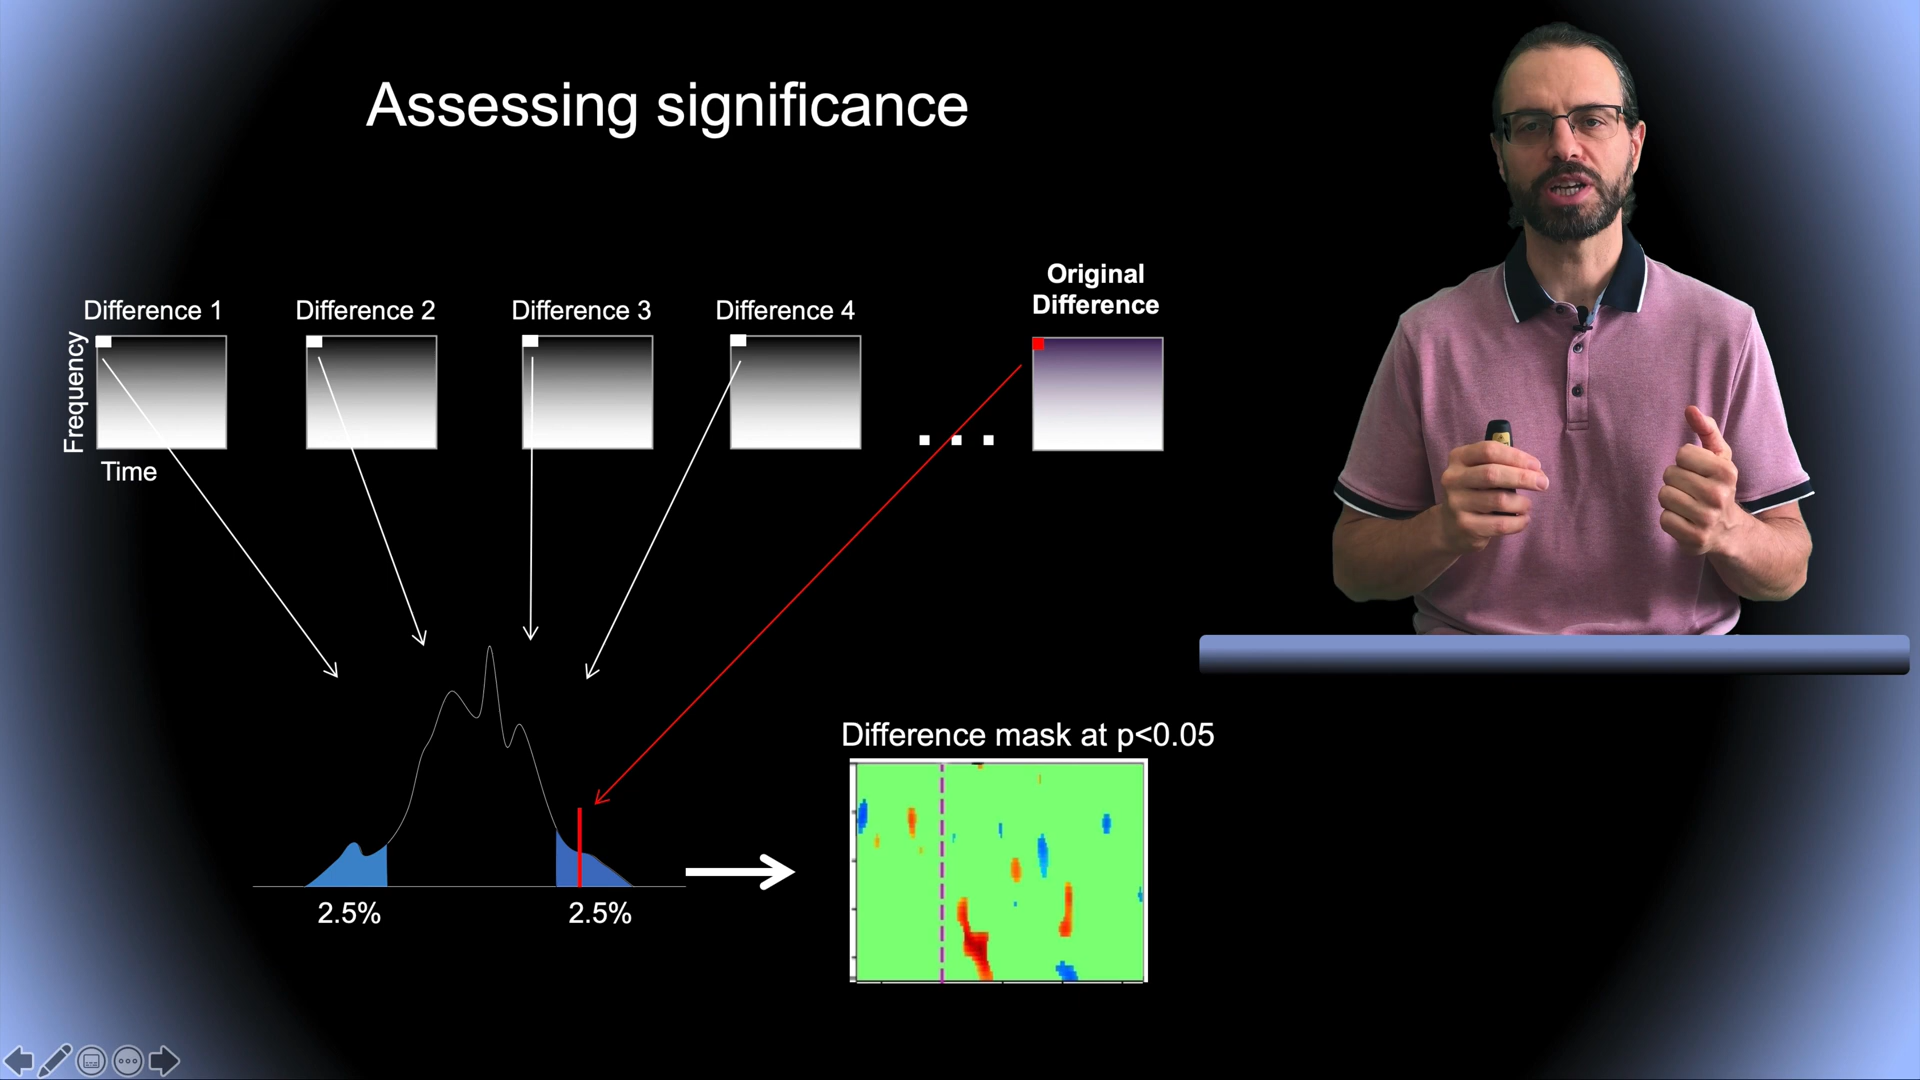 Assessing significance
Original
Difference
Difference 1
Difference 2
Difference 3
Difference 4
Frequency
Time
Difference mask at p<0.05
2.5%
2.5%